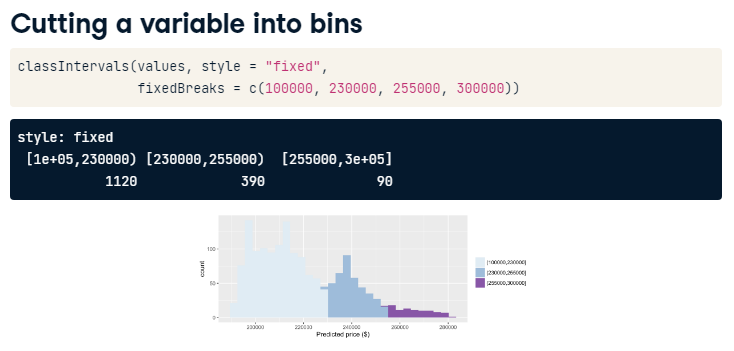 Cutting a variable into bins
classIntervals(values, style = "fixed",
fixedBreaks = c(100000, 230000, 255000, 300000))
style: fixed
[1e+05,230000) [230000,255000) [255000,3e+05]
1120 390 90
100
50
0
count
200000 220000 240000 260000 280000
Predicted price ($)
[100000,230000]
(230000,255000]
(255000,300000]